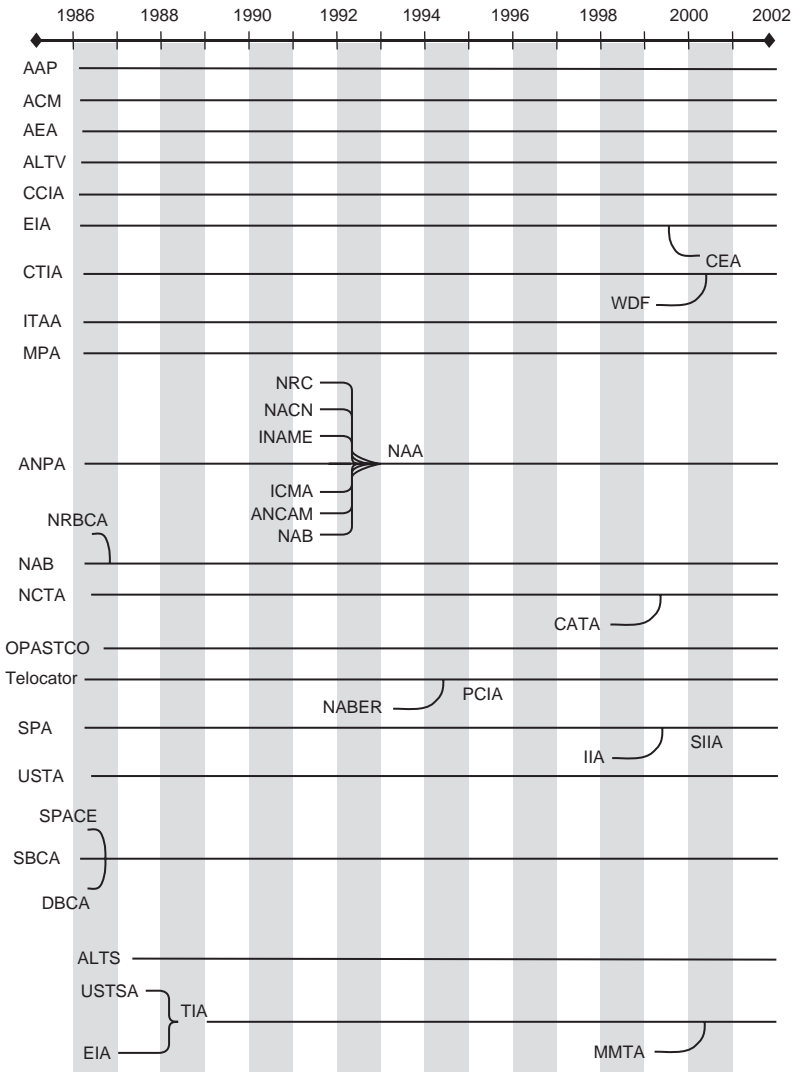 1986 1988 1990 1992 1994 1996 1998 2000 2002
AAP
ACM
AEA
ALTV
CCIA
EIA
CEA
CTIA
WDF
ITAA
MPA
NRC
NACN
INAME
NAA
ANPA
ICMA
ANCAM
NRBCA
NAB
NAB
NCTA
CATA
OPASTCO
Telocator
NABER PCIA
SPA
IIA SIIA
USTA
SPACE
SBCA
DBCA
ALTS
USTSA
TIA
EIA MMTA